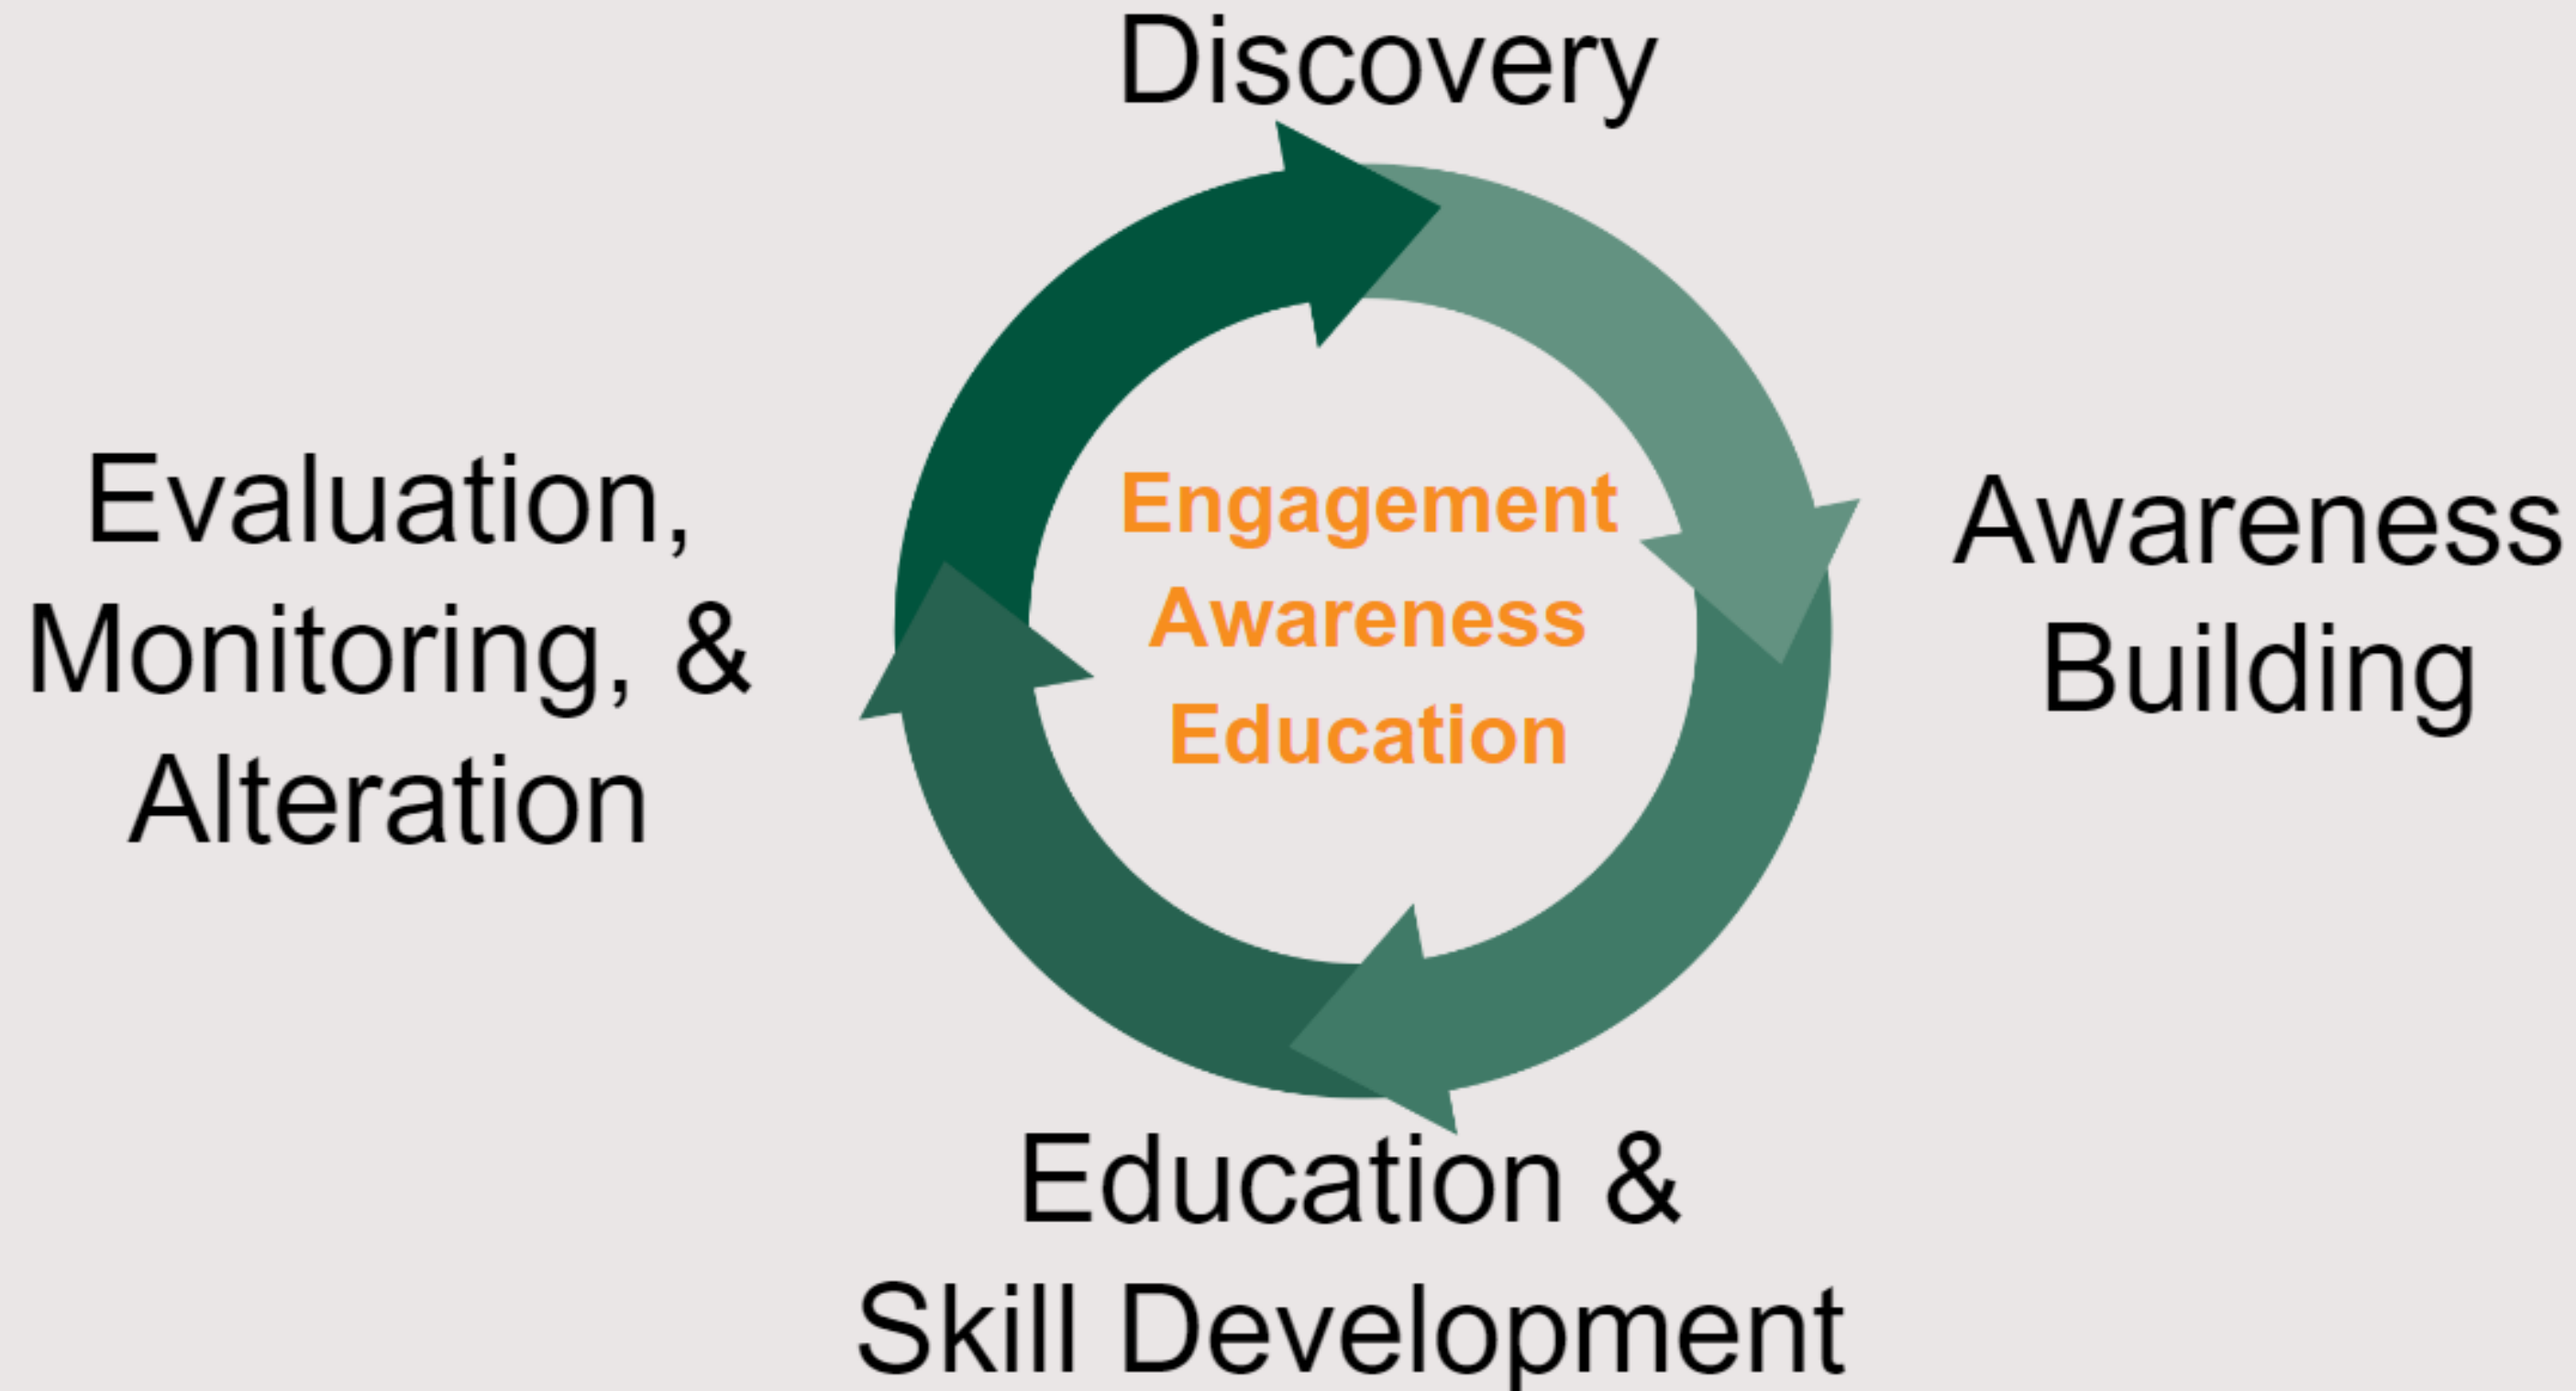 Discovery
Engagement
Awareness
Education
Awareness
Building
Education &
Skill Development
Evaluation,
Monitoring, &
Alteration